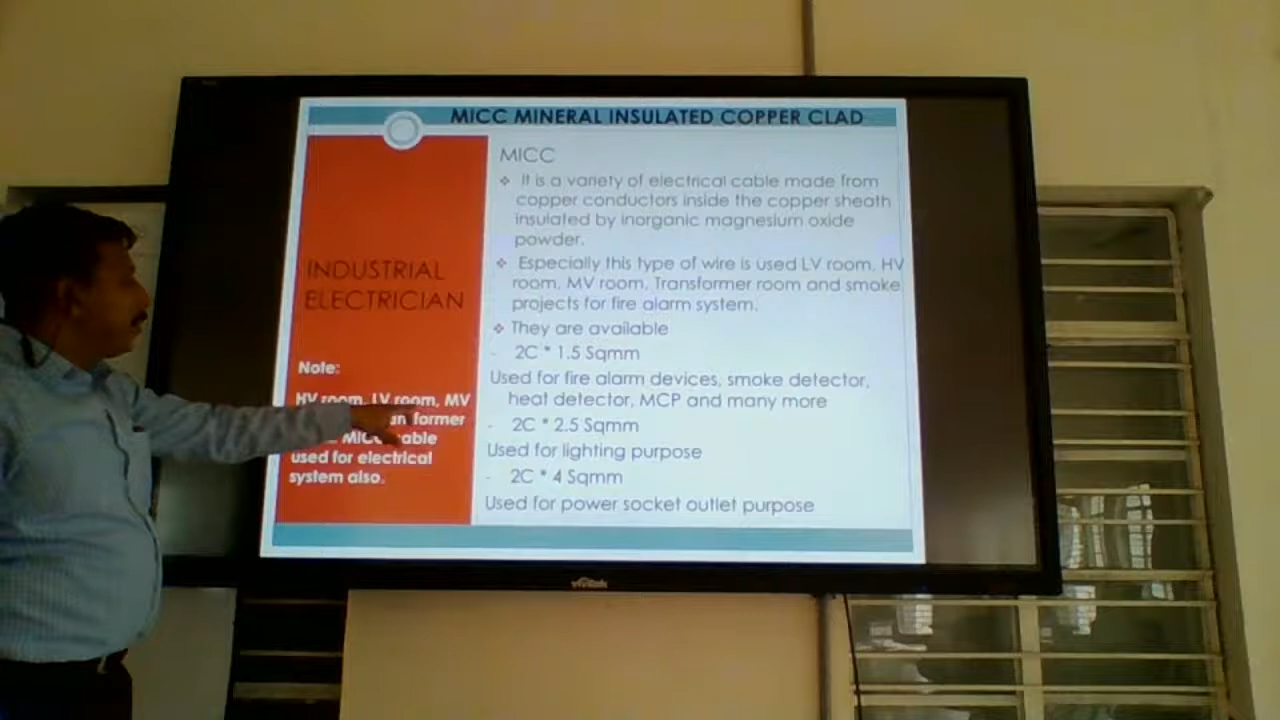 MICC MINERAL INSULATED COPPER CLAD
INDUSTRIAL
ELECTRICIAN
Note:
HV room, LV room, MV
former
MICC cable
used for electrical
system also.
MICC
❖ It is a variety of electrical cable made from
copper conductors inside the copper sheath
insulated by inorganic magnesium oxide
powder.
❖ Especially this type of wire is used LV room, HV
room, MV room, Transformer room and smoke
projects for fire alarm system.
❖ They are available
- 2C * 1.5 Sqmm
Used for fire alarm devices, smoke detector,
heat detector, MCP and many more
- 2C * 2.5 Sqmm
Used for lighting purpose
- 2C * 4 Sqmm
Used for power socket outlet purpose
vivitek